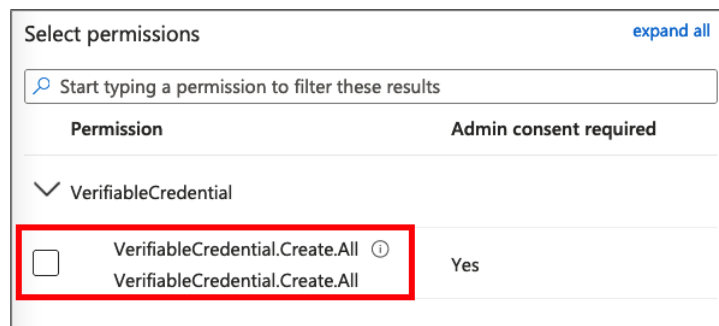 Select permissions
expand all
Start typing a permission to filter these results
Permission
Admin consent required
VerifiableCredential
VerifiableCredential.Create.All
VerifiableCredential.Create.All
Yes